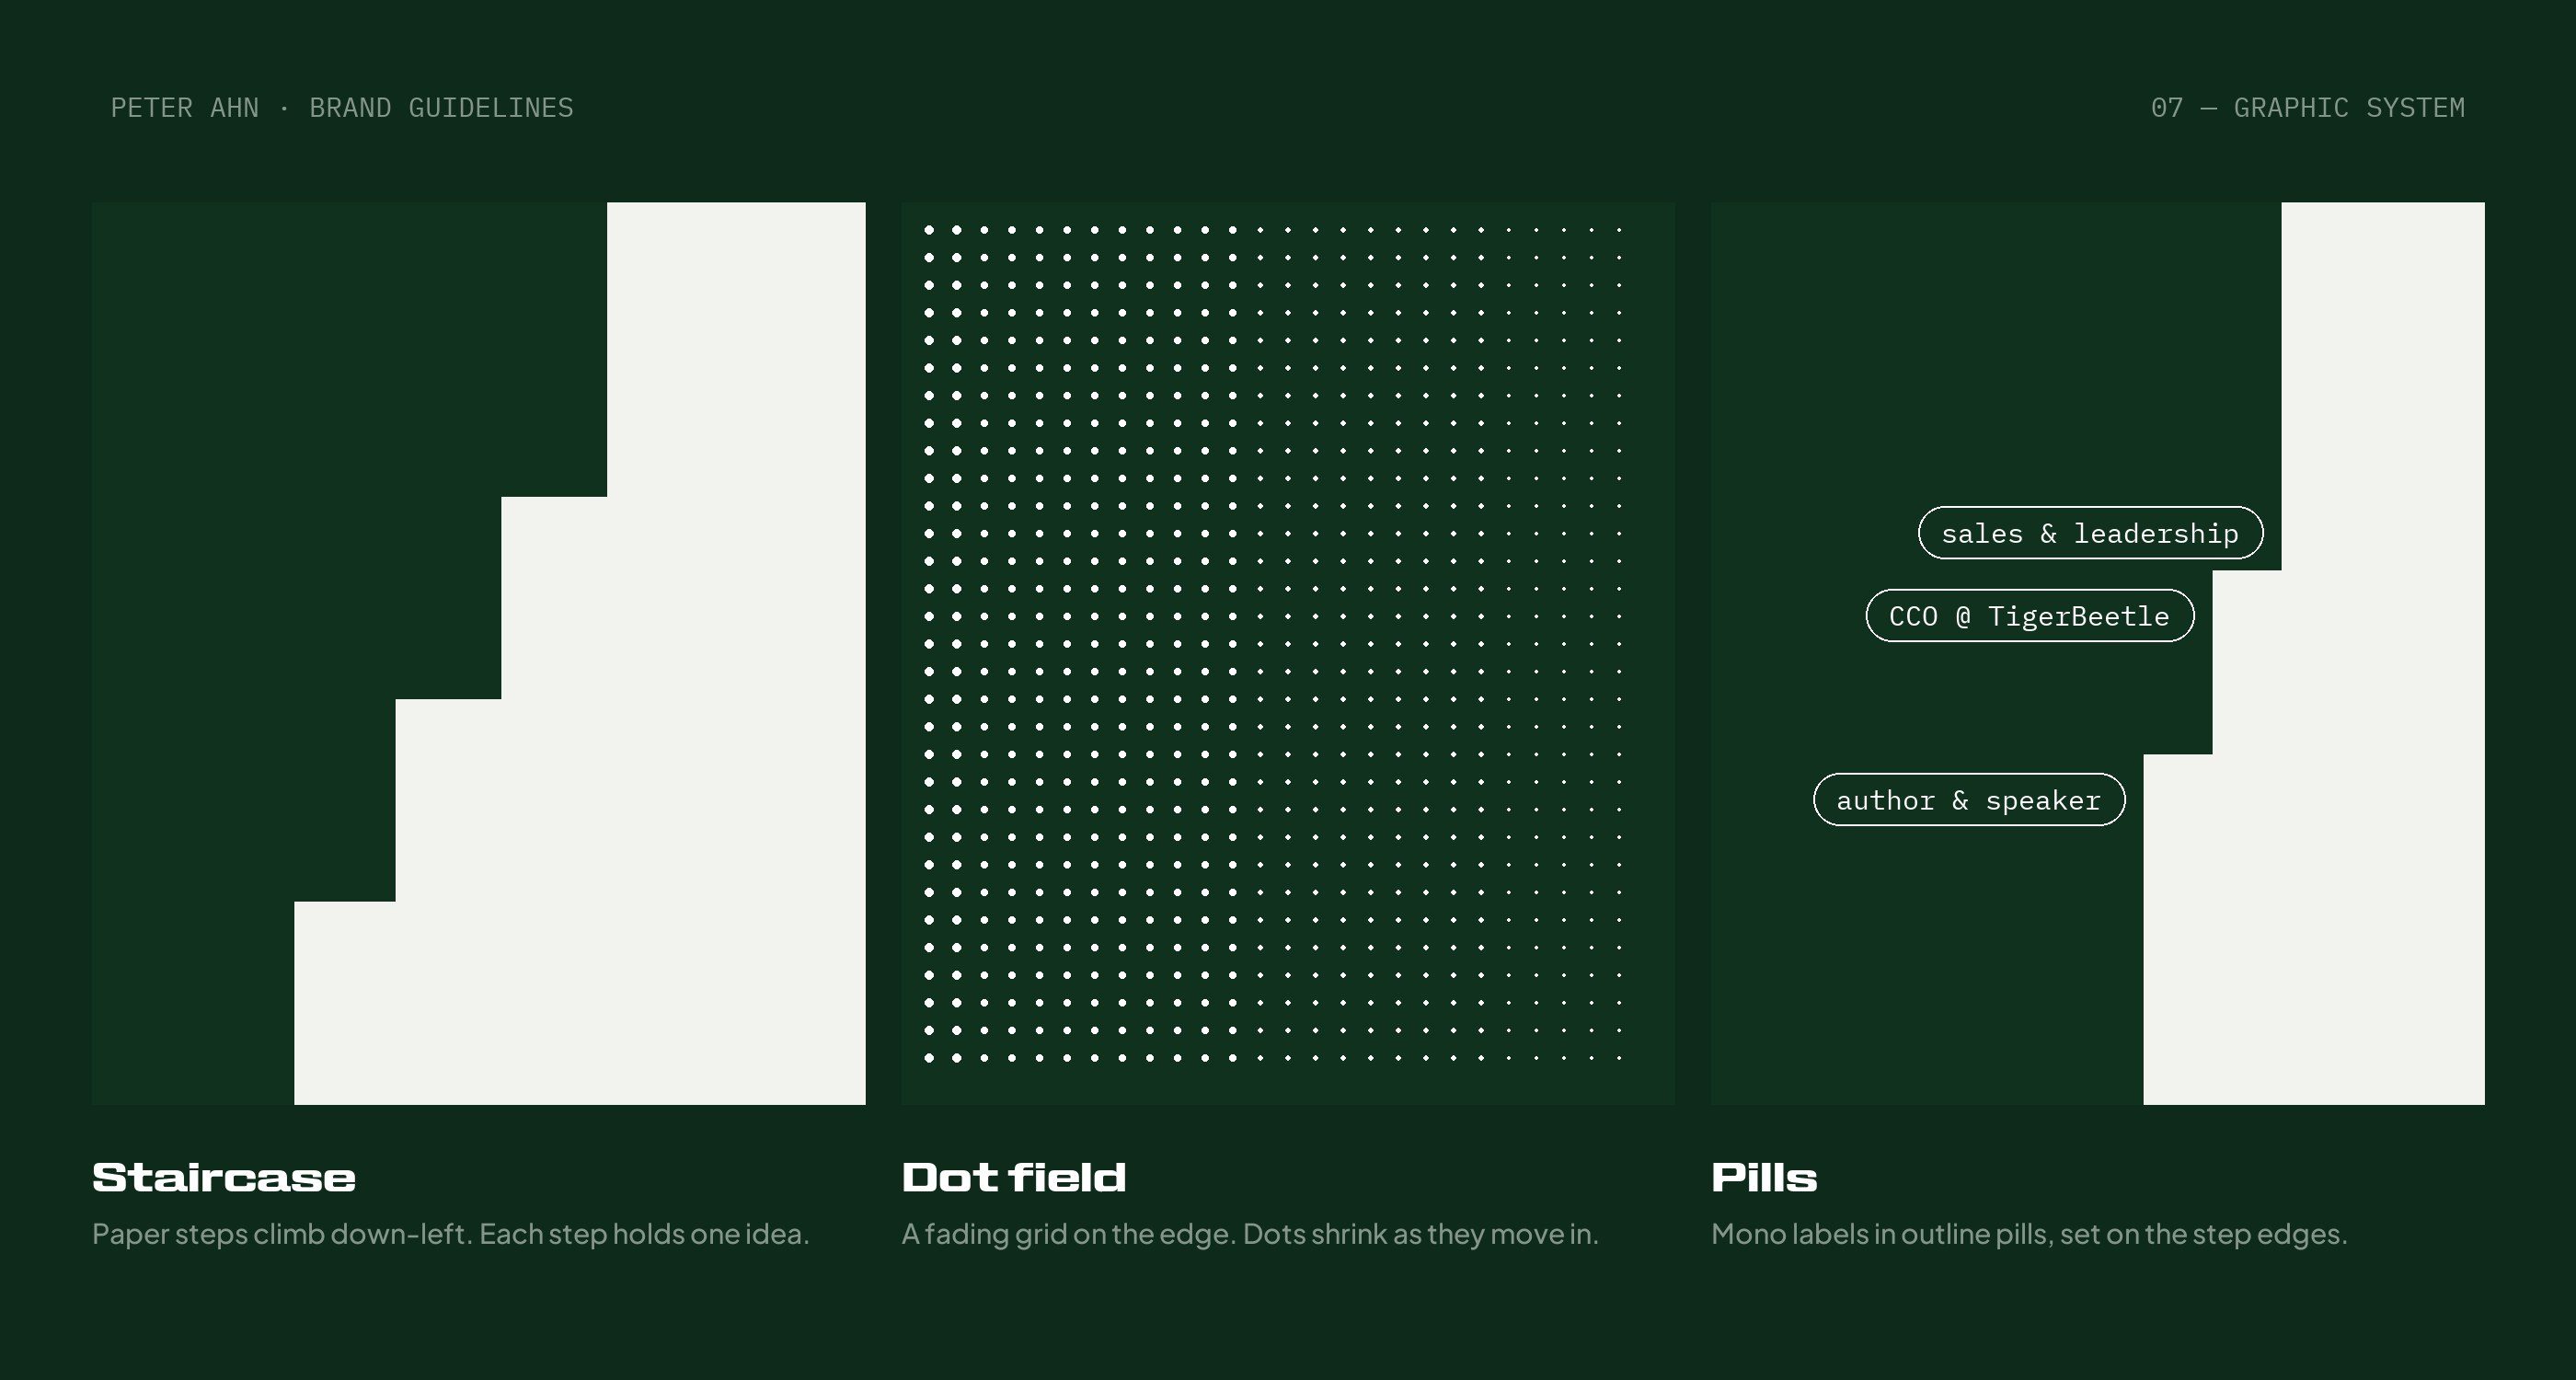 PETER AHN · BRAND GUIDELINES
07 — GRAPHIC SYSTEM
sales & leadership
CCO @ TigerBeetle
author & speaker
Staircase
Paper steps climb down-left. Each step holds one idea.
Dot field
A fading grid on the edge. Dots shrink as they move in.
Pills
Mono labels in outline pills, set on the step edges.